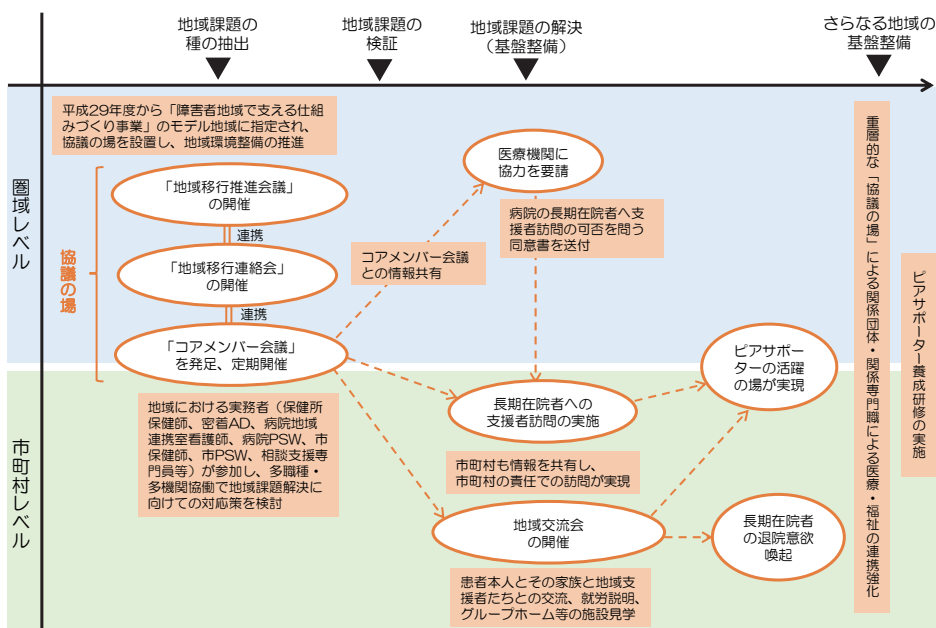 地域課題の
種の抽出
地域課題の
検証
地域課題の解決
(基盤整備)
さらなる地域の
基盤整備
圏域レベル
市町村レベル
平成29年度から「障害者地域で支える仕組
みづくり事業」のモデル地域に指定され、
協議の場を設置し、地域環境整備の推進
協議の場
「地域移行推進会議」
の開催
連携
「地域移行連絡会」
の開催
連携
「コアメンバー会議」
を発足、定期開催
地域における実務者(保健所
保健師、密着AD、病院地域
連携室看護師、病院PSW、市
保健師、市PSW、相談支援専
門員等)が参加し、多職種・
多機関協働で地域課題解決に
向けての対応策を検討
コアメンバー会議
との情報共有
医療機関に
協力を要請
病院の長期在院者へ支
援者訪問の可否を問う
同意書を送付
長期在院者への
支援者訪問の実施
市町村も情報を共有し、
市町村の責任での訪問が実現
地域交流会
の開催
患者本人とその家族と地域支
援者たちとの交流、就労説明、
グループホーム等の施設見学
ピアサポー
ターの活躍
の場が実現
長期在院者
の退院意欲
喚起
重層的な「協議の場」による関係団体・関係専門職による医療・福祉の連携強化
ピアサポーター養成研修の実施